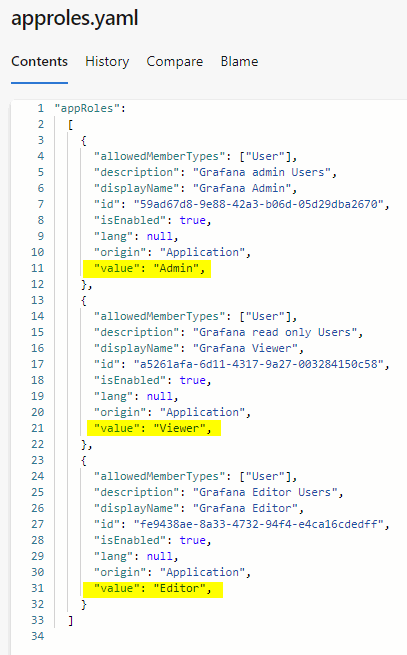 approles.yaml
Contents History Compare Blame
1 "appRoles":
2 [
3 {
4 "allowedMemberTypes": ["User"],
5 "description": "Grafana admin Users",
6 "displayName": "Grafana Admin",
7 "id": "59ad67d8-9e88-42a3-b06d-05d29dba2670",
8 "isEnabled": true,
9 "lang": null,
10 "origin": "Application",
11 "value": "Admin",
12 },
13 {
14 "allowedMemberTypes": ["User"],
15 "description": "Grafana read only Users",
16 "displayName": "Grafana Viewer",
17 "id": "a5261afa-6d11-4317-9a27-003284150c58",
18 "isEnabled": true,
19 "lang": null,
20 "origin": "Application",
21 "value": "Viewer",
22 },
23 {
24 "allowedMemberTypes": ["User"],
25 "description": "Grafana Editor Users",
26 "displayName": "Grafana Editor",
27 "id": "fe9438ae-8a33-4732-94f4-e4ca16cdedff",
28 "isEnabled": true,
29 "lang": null,
30 "origin": "Application",
31 "value": "Editor",
32 }
33 ]
34